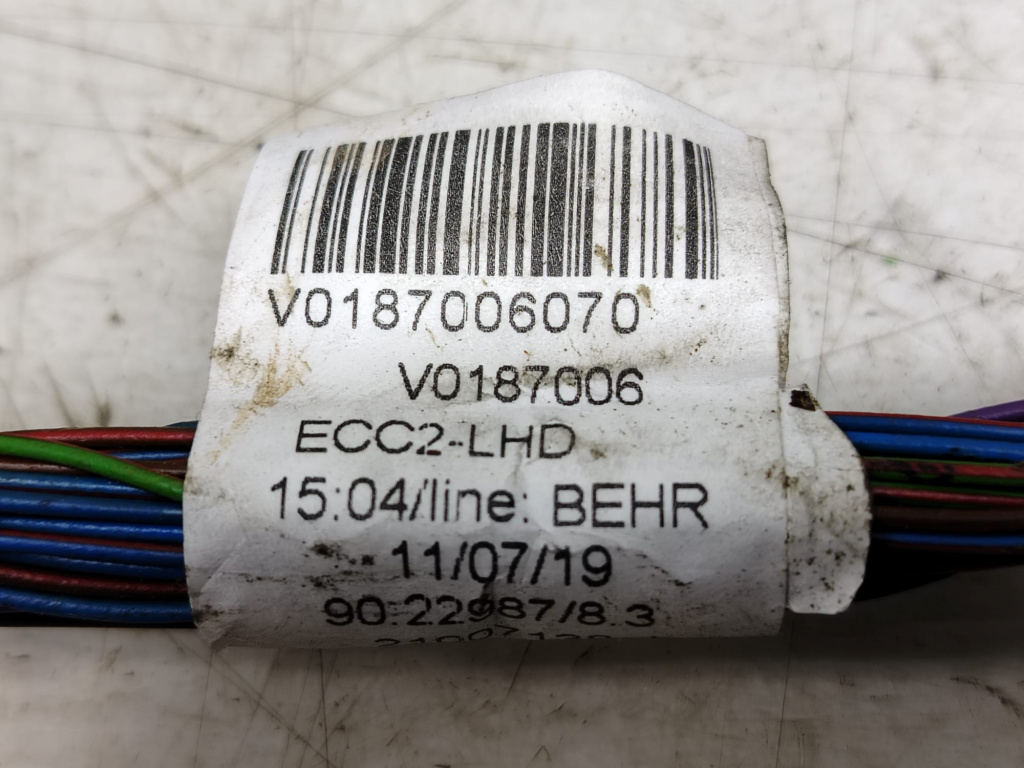 V0187006070
V0187006
ECC2-LHD
15:04/line: BEHR
11/07/19
90.22987/8.3